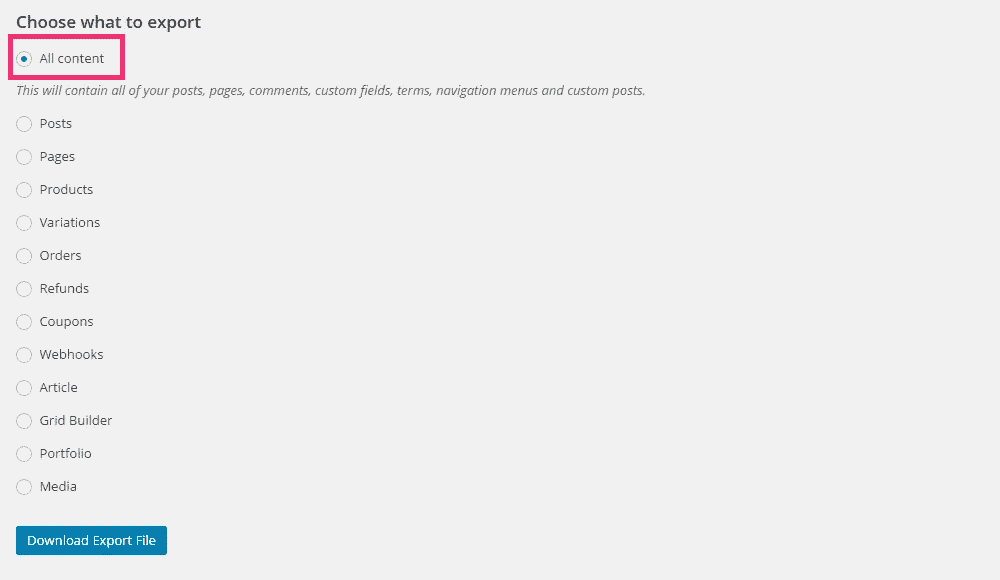 Choose what to export
All content
This will contain all of your posts, pages, comments, custom fields, terms, navigation menus and custom posts.
Posts
Pages
Products
Variations
Orders
Refunds
Coupons
Webhooks
Article
Grid Builder
Portfolio
Media
Download Export File